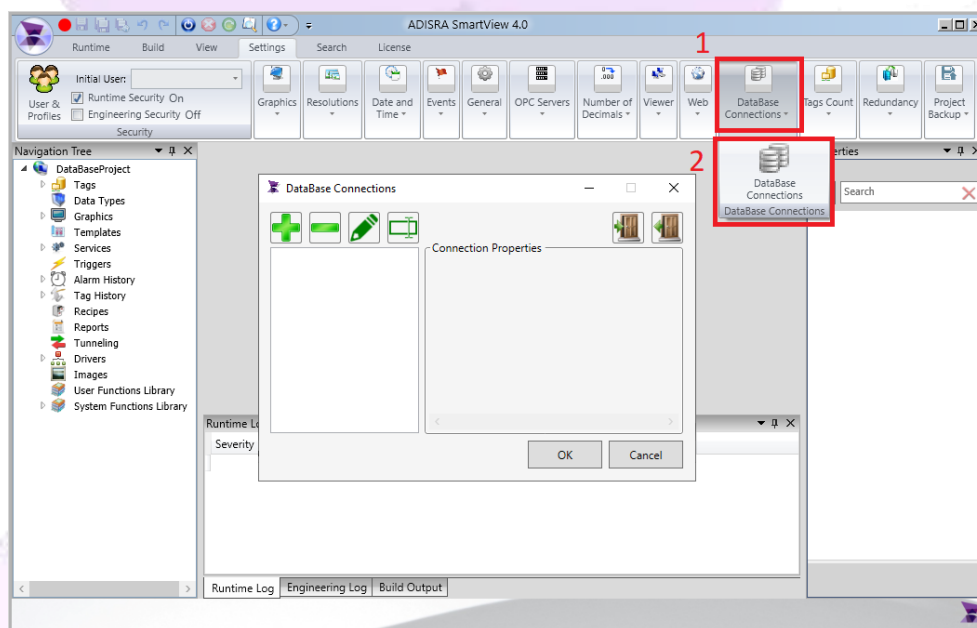 ADISRA SmartView 4.0
Runtime Build View Settings Search License
1
Initial User:
Runtime Security On
Engineering Security Off
User & Profiles
Security
Graphics
Resolutions
Date and Time
Events
General
OPC Servers
Number of Decimals
Viewer
Web
DataBase Connections
Tags Count
Redundancy
Project Backup
2
DataBase Connections
DataBase Connections
Navigation Tree
DataBaseProject
Tags
Data Types
Graphics
Templates
Services
Triggers
Alarm History
Tag History
Recipes
Reports
Tunneling
Drivers
Images
User Functions Library
System Functions Library
DataBase Connections
Connection Properties
OK Cancel
Search
Severity
Runtime Log Engineering Log Build Output